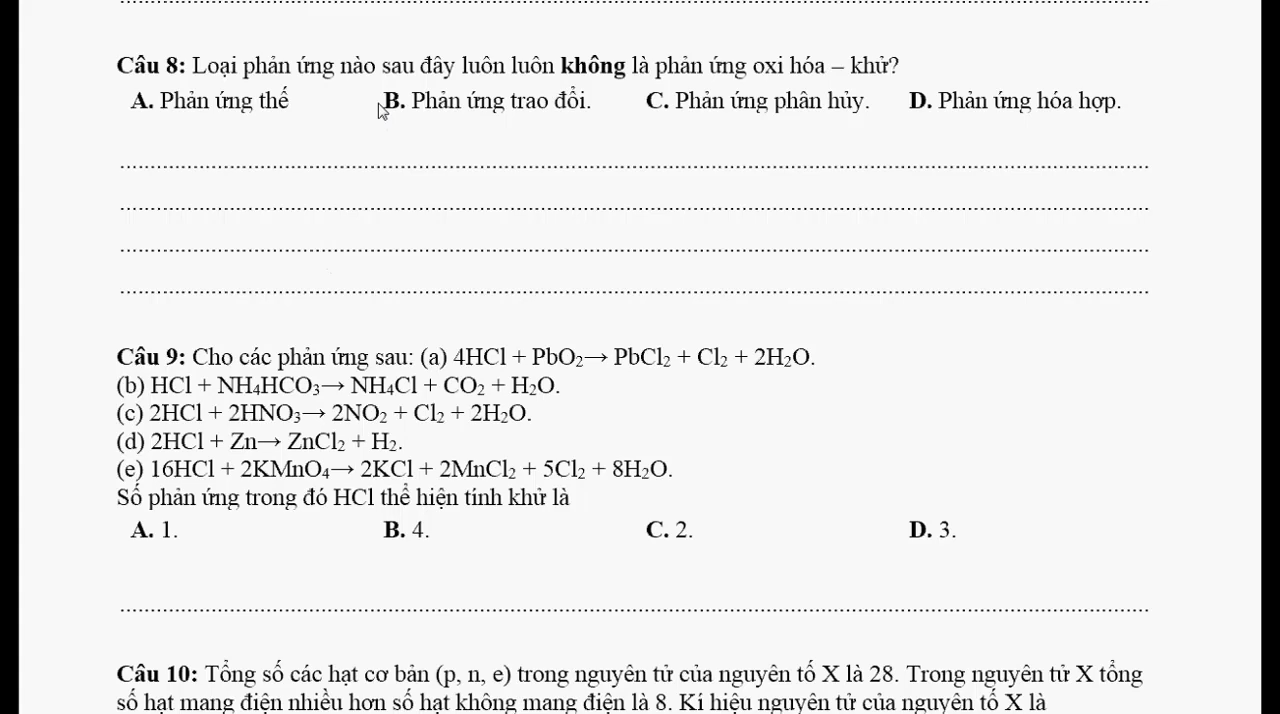 Câu 8: Loại phản ứng nào sau đây luôn luôn không là phản ứng oxi hóa – khử?
A. Phản ứng thế B. Phản ứng trao đổi. C. Phản ứng phân hủy. D. Phản ứng hóa hợp.
Câu 9: Cho các phản ứng sau: (a) 4HCl + PbO₂→ PbCl₂ + Cl₂ + 2H₂O.
(b) HCl + NH₄HCO₃→ NH₄Cl + CO₂ + H₂O.
(c) 2HCl + 2HNO₃→ 2NO₂ + Cl₂ + 2H₂O.
(d) 2HCl + Zn→ ZnCl₂ + H₂.
(e) 16HCl + 2KMnO₄→ 2KCl + 2MnCl₂ + 5Cl₂ + 8H₂O.
Số phản ứng trong đó HCl thể hiện tính khử là
A. 1. B. 4. C. 2. D. 3.
Câu 10: Tổng số các hạt cơ bản (p, n, e) trong nguyên tử của nguyên tố X là 28. Trong nguyên tử X tổng
số hạt mang điện nhiều hơn số hạt không mang điện là 8. Kí hiệu nguyên tử của nguyên tố X là